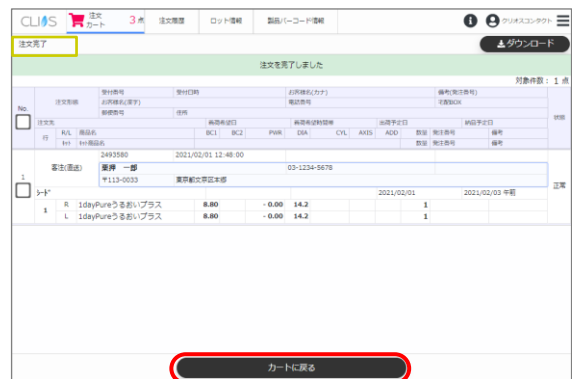 CLIOS 注文カート 3点 注文履歴 ロット情報 製品バーコード情報 クリオスコンタクト
注文完了 ダウンロード
注文を完了しました
対象件数： 1 点
No. 注文形態 受付番号 受付日時 お客様名(カナ) 備考(発注番号) 状態
お客様名(漢字) 電話番号 宅配BOX
郵便番号 住所
注文先 着荷希望日 着荷希望時間帯 出荷予定日 納品予定日
行 R/L 商品名 BC1 BC2 PWR DIA CYL AXIS ADD 数量 発注番号 備考
ｾｯﾄ ｾｯﾄ商品名 数量 発注番号 備考
1 客注(直送) 2493580 2021/02/01 12:48:00 正常
栗押 一郎 03-1234-5678
〒113-0033 東京都文京区本郷
ｼｰﾄﾞ 2021/02/01 2021/02/03 午前
1 R 1dayPureうるおいプラス 8.80 - 0.00 14.2 1
L 1dayPureうるおいプラス 8.80 - 0.00 14.2 1
カートに戻る